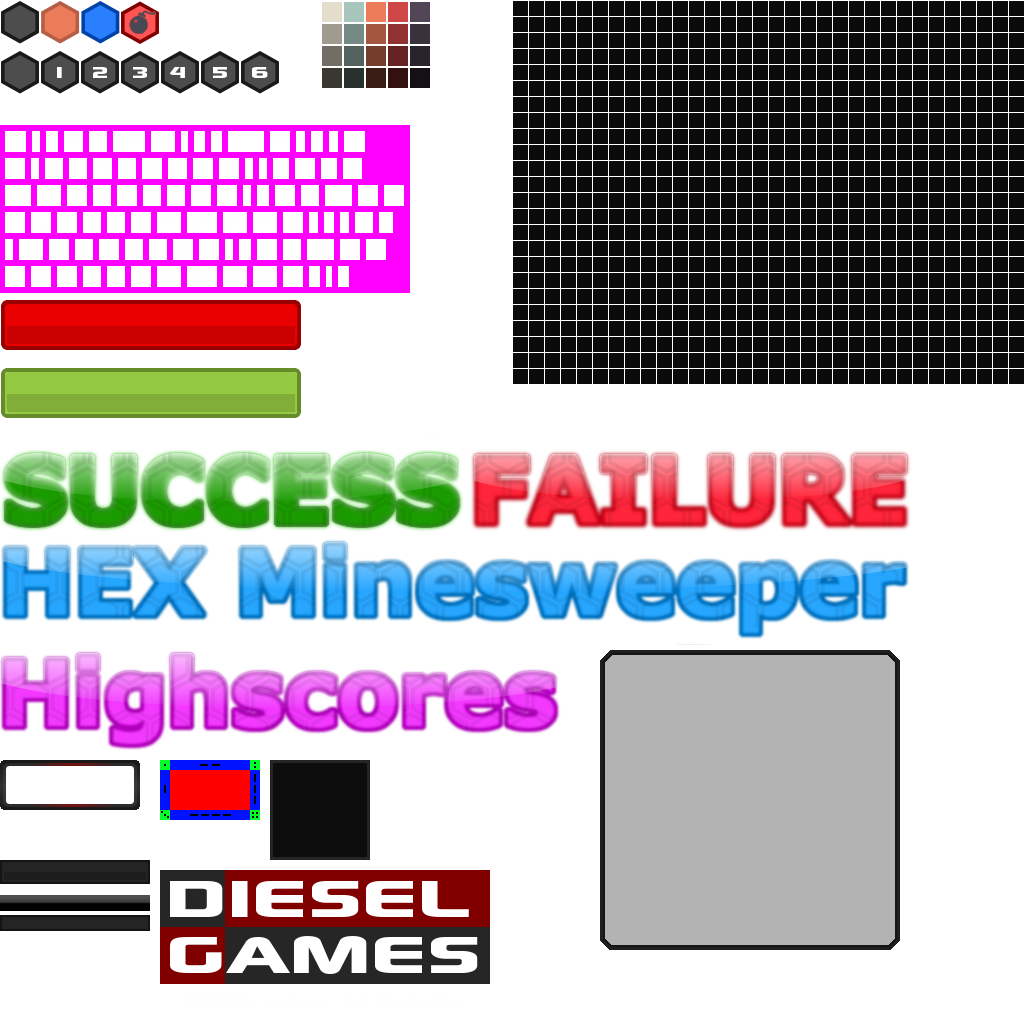 1 2 3 4 5 6
SUCCESS FAILURE
HEX Minesweeper
Highscores
DIESEL
GAMES